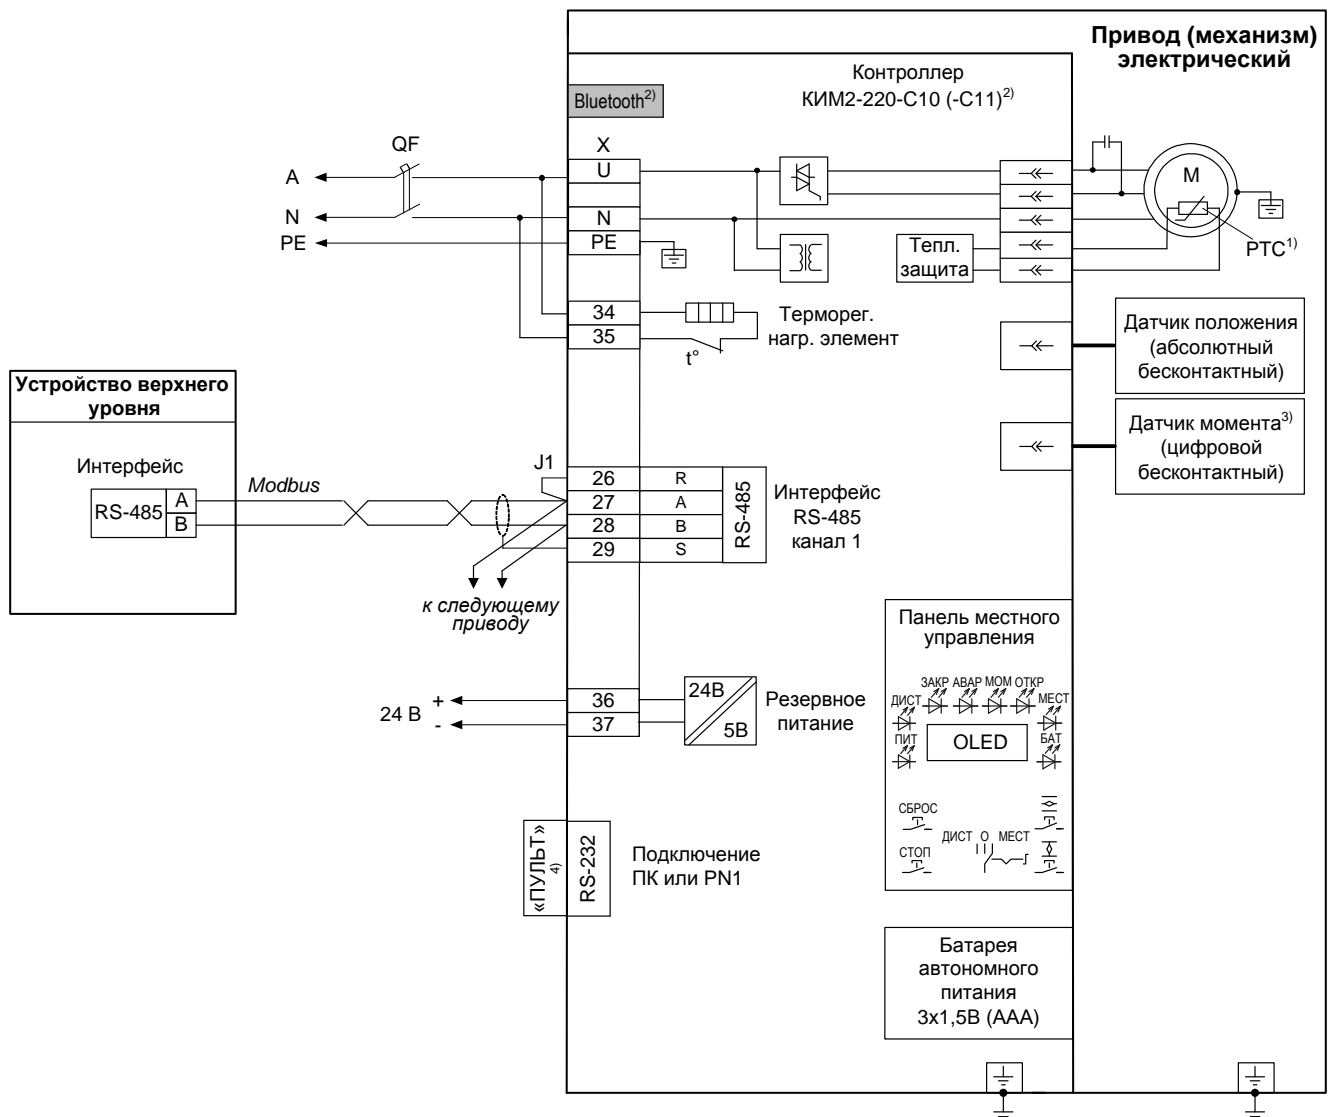 Привод (механизм)
электрический
Контроллер
КИМ2-220-С10 (-С11)2)
Bluetooth2)
QF
X
A
U
N
N
PE
PE
M
PTC1)
Тепл.
защита
34
35
Терморег.
нагр. элемент
t°
Датчик положения
(абсолютный
бесконтактный)
Датчик момента3)
(цифровой
бесконтактный)
Устройство верхнего
уровня
Интерфейс
RS-485
A
B
Modbus
J1
26
R
27
A
28
B
29
S
RS-485
Интерфейс
RS-485
канал 1
к следующему
приводу
24 В
+
-
36
37
24В
5В
Резервное
питание
Панель местного
управления
ЗАКР АВАР МОМ ОТКР
ДИСТ
МЕСТ
ПИТ
OLED
БАТ
СБРОС
ДИСТ О МЕСТ
СТОП
«ПУЛЬТ»
4)
RS-232
Подключение
ПК или PN1
Батарея
автономного
питания
3х1,5В (ААА)